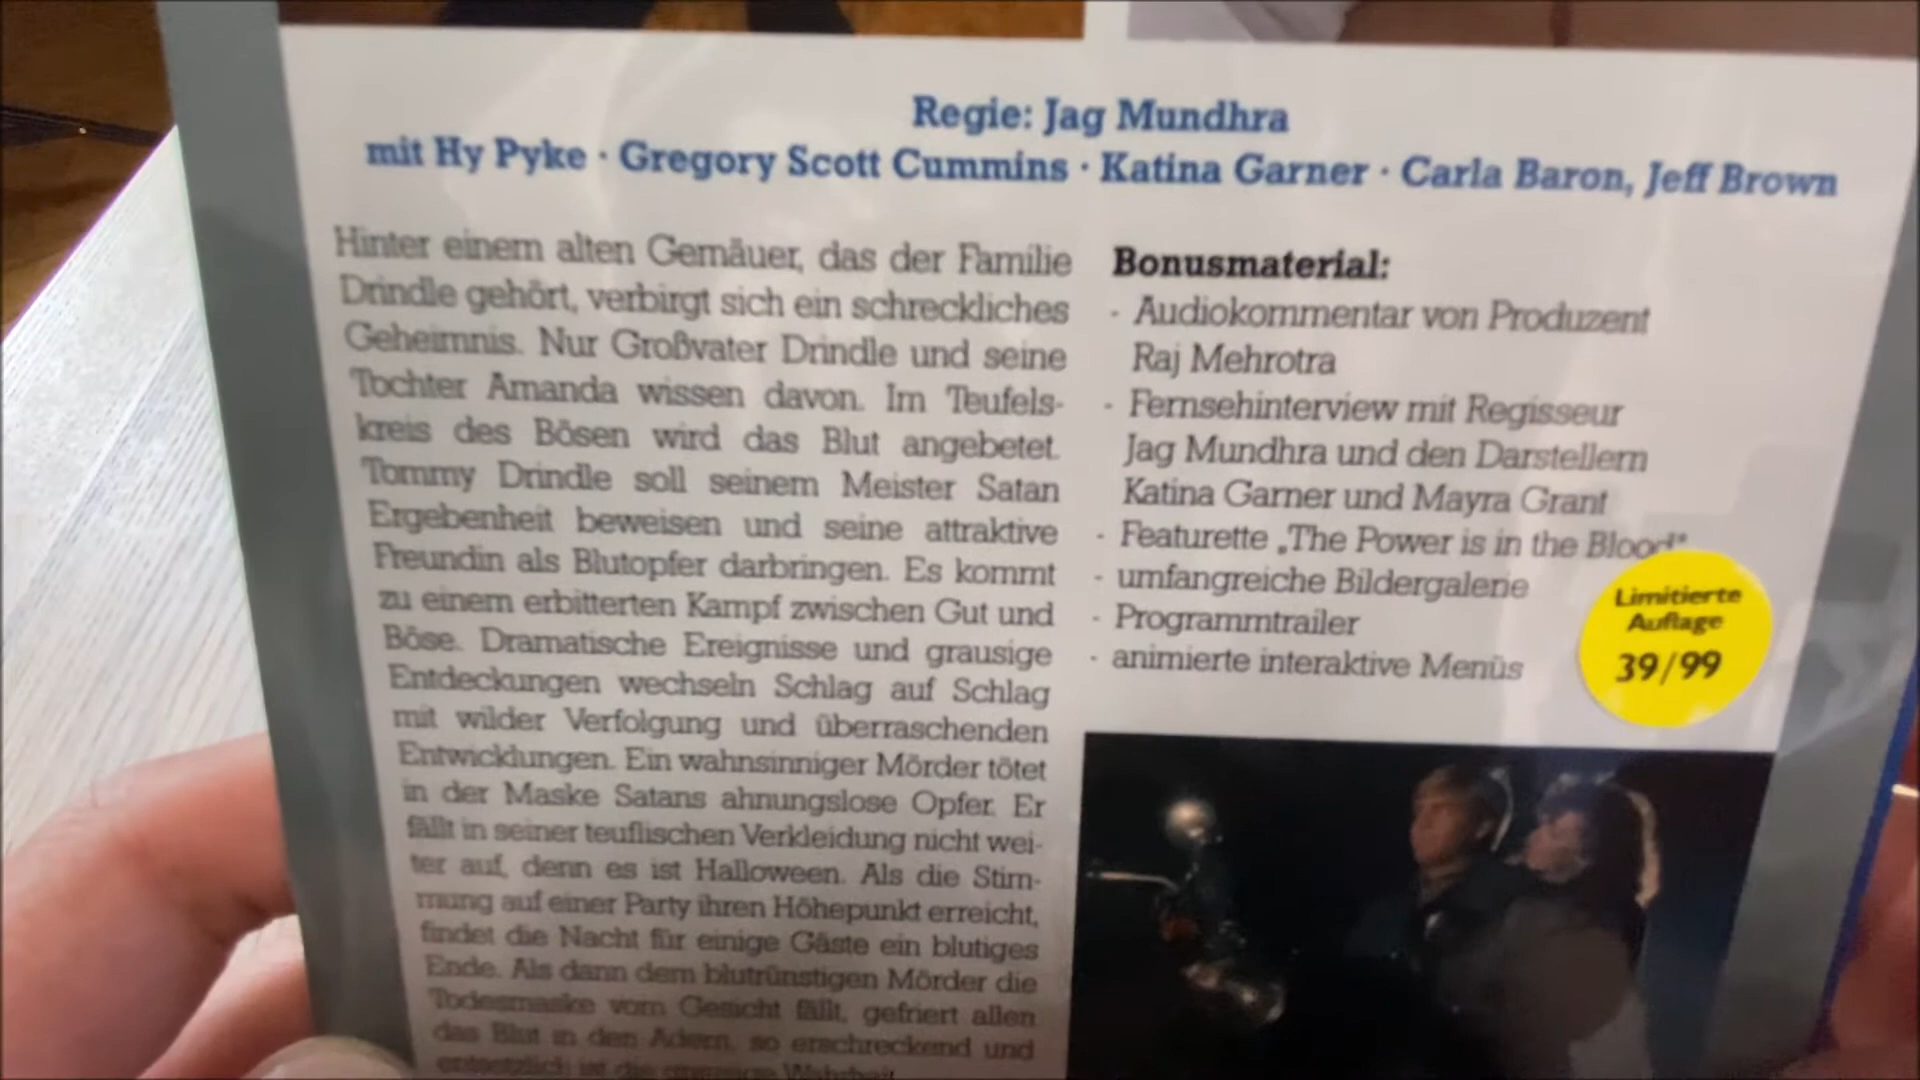 Regie: Jag Mundhra
mit Hy Pyke · Gregory Scott Cummins · Katina Garner · Carla Baron, Jeff Brown
Hinter einem alten Gemäuer, das der Familie
Drindle gehört, verbirgt sich ein schreckliches
Geheimnis. Nur Großvater Drindle und seine
Tochter Amanda wissen davon. Im Teufels-
kreis des Bösen wird das Blut angebetet.
Tommy Drindle soll seinem Meister Satan
Ergebenheit beweisen und seine attraktive
Freundin als Blutopfer darbringen. Es kommt
zu einem erbitterten Kampf zwischen Gut und
Böse. Dramatische Ereignisse und grausige
Entdeckungen wechseln Schlag auf Schlag
mit wilder Verfolgung und überraschenden
Entwicklungen. Ein wahnsinniger Mörder tötet
in der Maske Satans ahnungslose Opfer. Er
fällt in seiner teuflischen Verkleidung nicht wei-
ter auf, denn es ist Halloween. Als die Stim-
mung auf einer Party ihren Höhepunkt erreicht,
findet die Nacht für einige Gäste ein blutiges
Ende. Als dann dem blutrünstigen Mörder die
Todesmaske vom Gesicht fällt, gefriert allen
das Blut in den Adern, so erschreckend und
entsetzlich ist die grausige Wahrheit.
Bonusmaterial:
- Audiokommentar von Produzent
Raj Mehrotra
- Fernsehinterview mit Regisseur
Jag Mundhra und den Darstellern
Katina Garner und Mayra Grant
- Featurette „The Power is in the Blood"
- umfangreiche Bildergalerie
- Programmtrailer
- animierte interaktive Menüs
Limitierte
Auflage
39/99